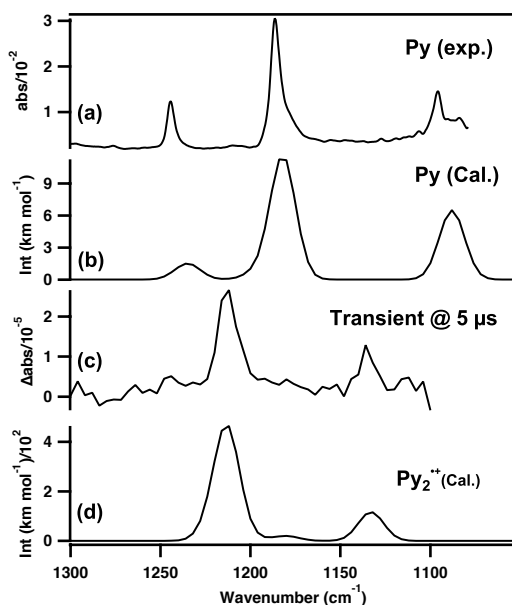 abs/10⁻²
3
2
1
(a)
Py (exp.)
Int (km mol⁻¹)
9
6
3
0
(b)
Py (Cal.)
Δabs/10⁻⁵
2
1
0
(c)
Transient @ 5 µs
Int (km mol⁻¹)/10²
4
2
0
(d)
Py₂•⁺(Cal.)
1300
1250
1200
1150
1100
Wavenumber (cm⁻¹)